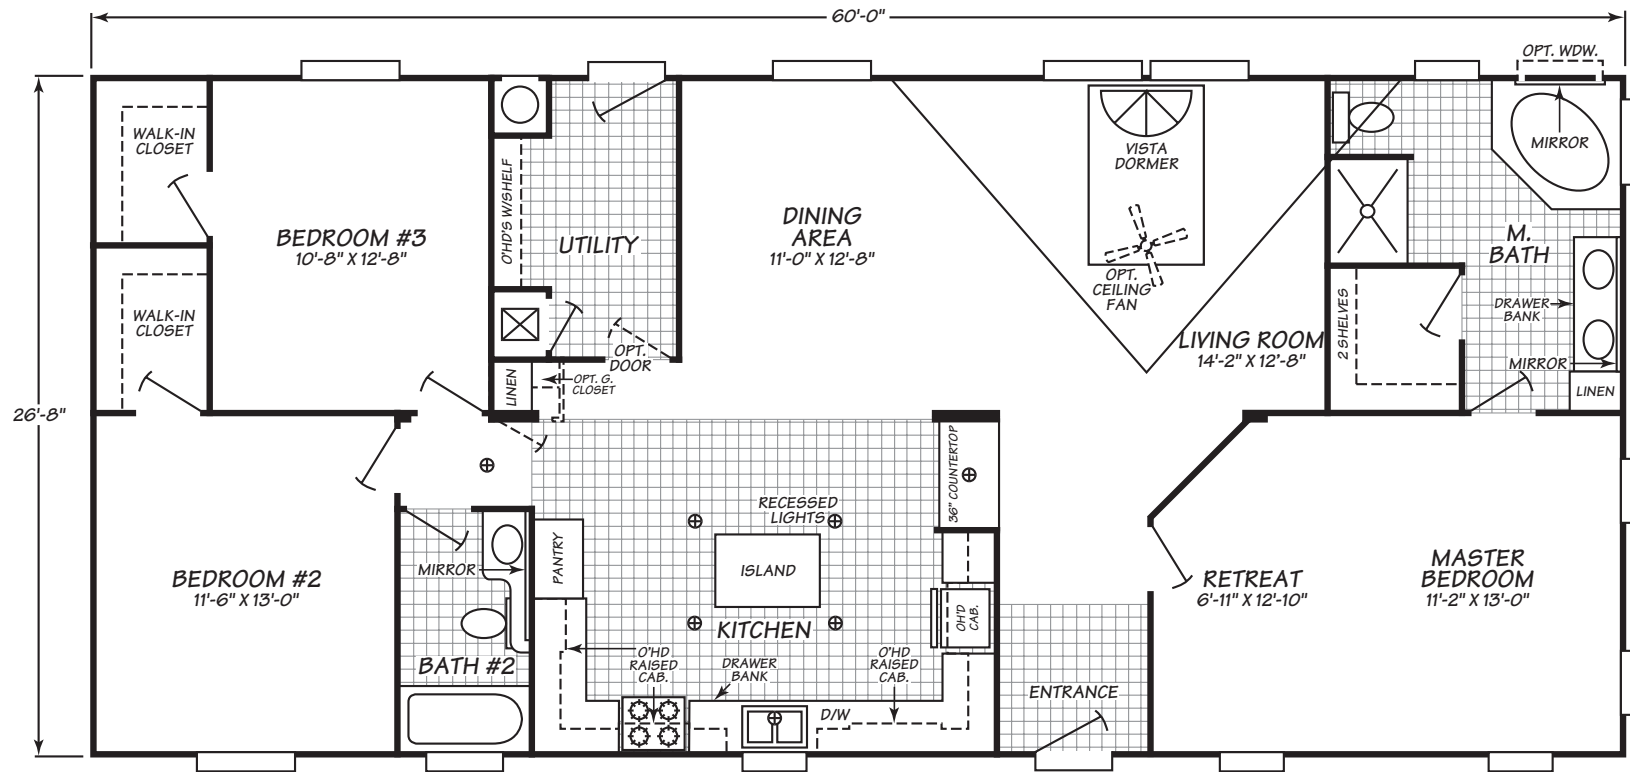 60'-0"
OPT. WDW.
WALK-IN
CLOSET
O'HD'S W/SHELF
VISTA
DORMER
MIRROR
BEDROOM #3
10'-8" X 12'-8"
UTILITY
DINING
AREA
11'-0" X 12'-8"
OPT.
CEILING
FAN
M.
BATH
DRAWER
BANK
WALK-IN
CLOSET
LIVING ROOM
14'-2" X 12'-8"
2 SHELVES
MIRROR
LINEN
OPT.
DOOR
LINEN
OPT. G.
CLOSET
26'-8"
36" COUNTERTOP
RECESSED
LIGHTS
PANTRY
ISLAND
MIRROR
BEDROOM #2
11'-6" X 13'-0"
RETREAT
6'-11" X 12'-10"
MASTER
BEDROOM
11'-2" X 13'-0"
OH'D
CAB.
KITCHEN
BATH #2
O'HD
RAISED
CAB.
DRAWER
BANK
O'HD
RAISED
CAB.
D/W
ENTRANCE